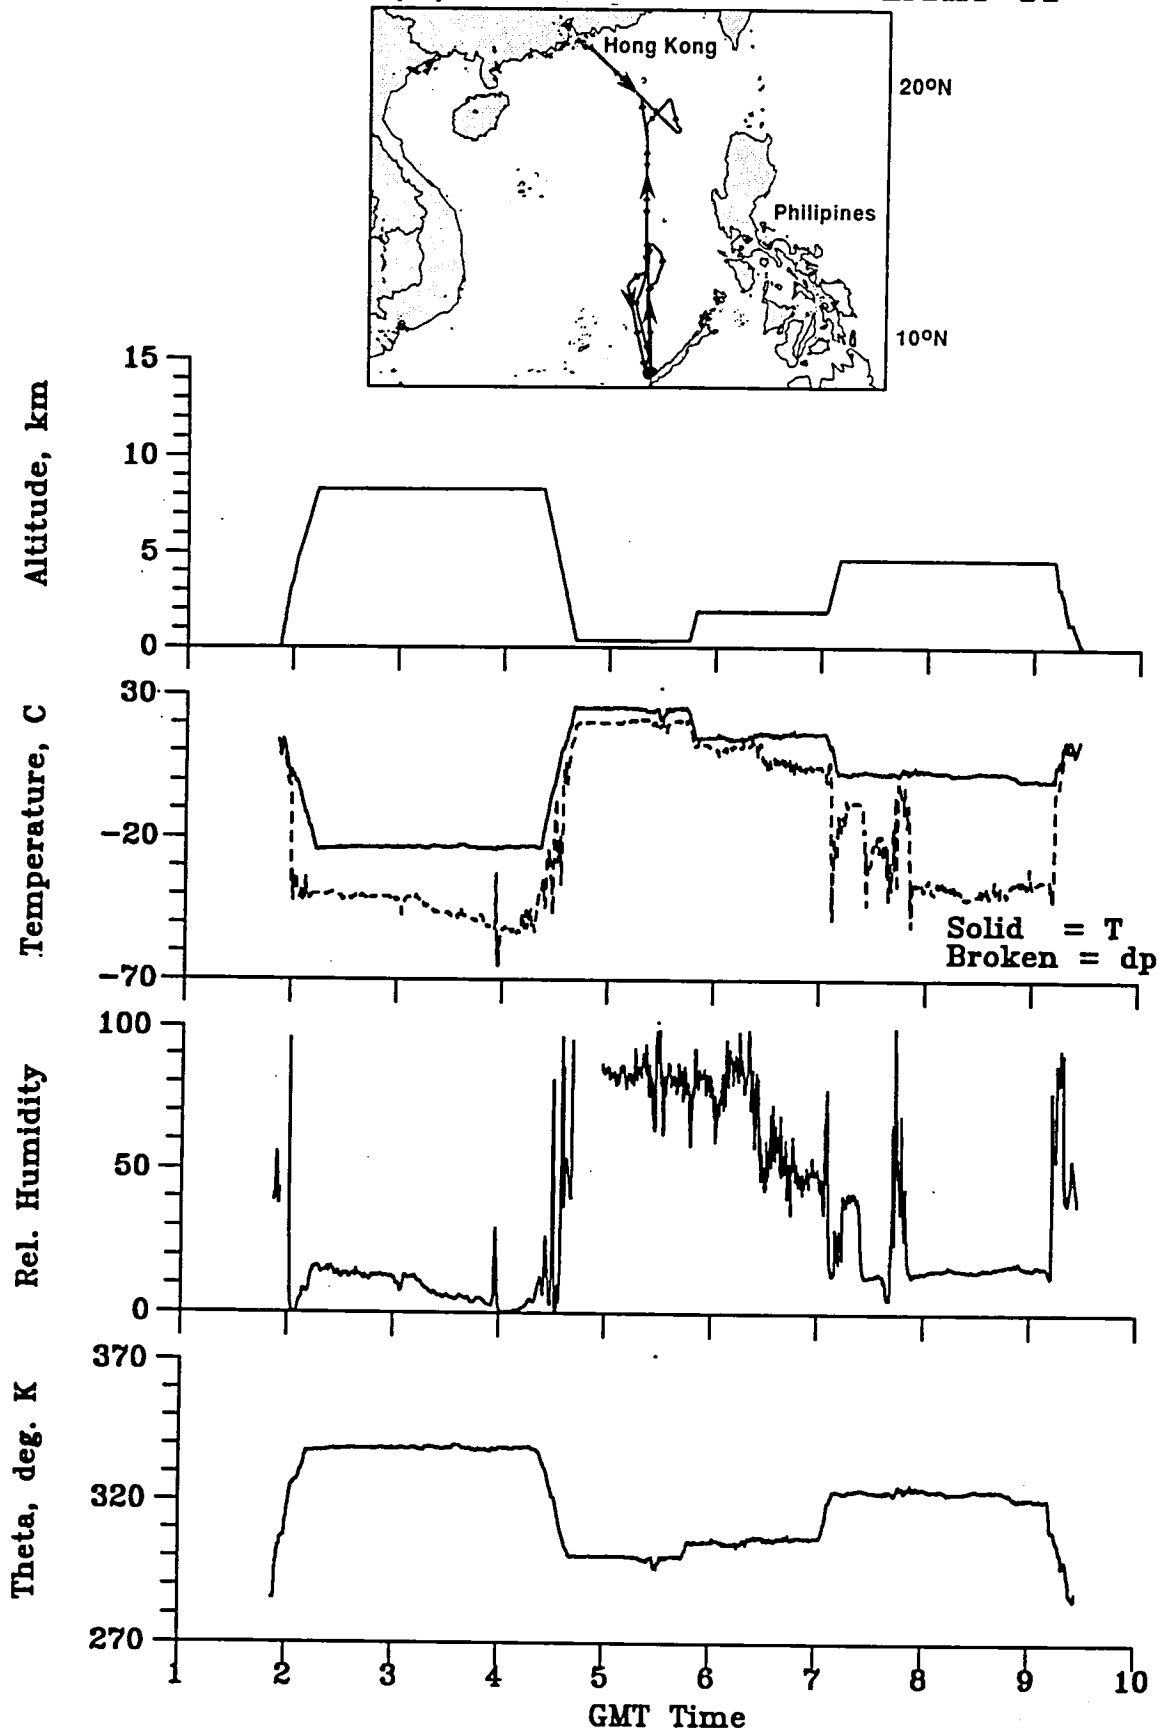 Hong Kong
20°N
Philipines
10°N
15
10
5
0
Altitude, km
30
-20
-70
Temperature, C
Solid = T
Broken = dp
100
50
0
Rel. Humidity
370
320
270
Theta, deg. K
1 2 3 4 5 6 7 8 9 10
GMT Time